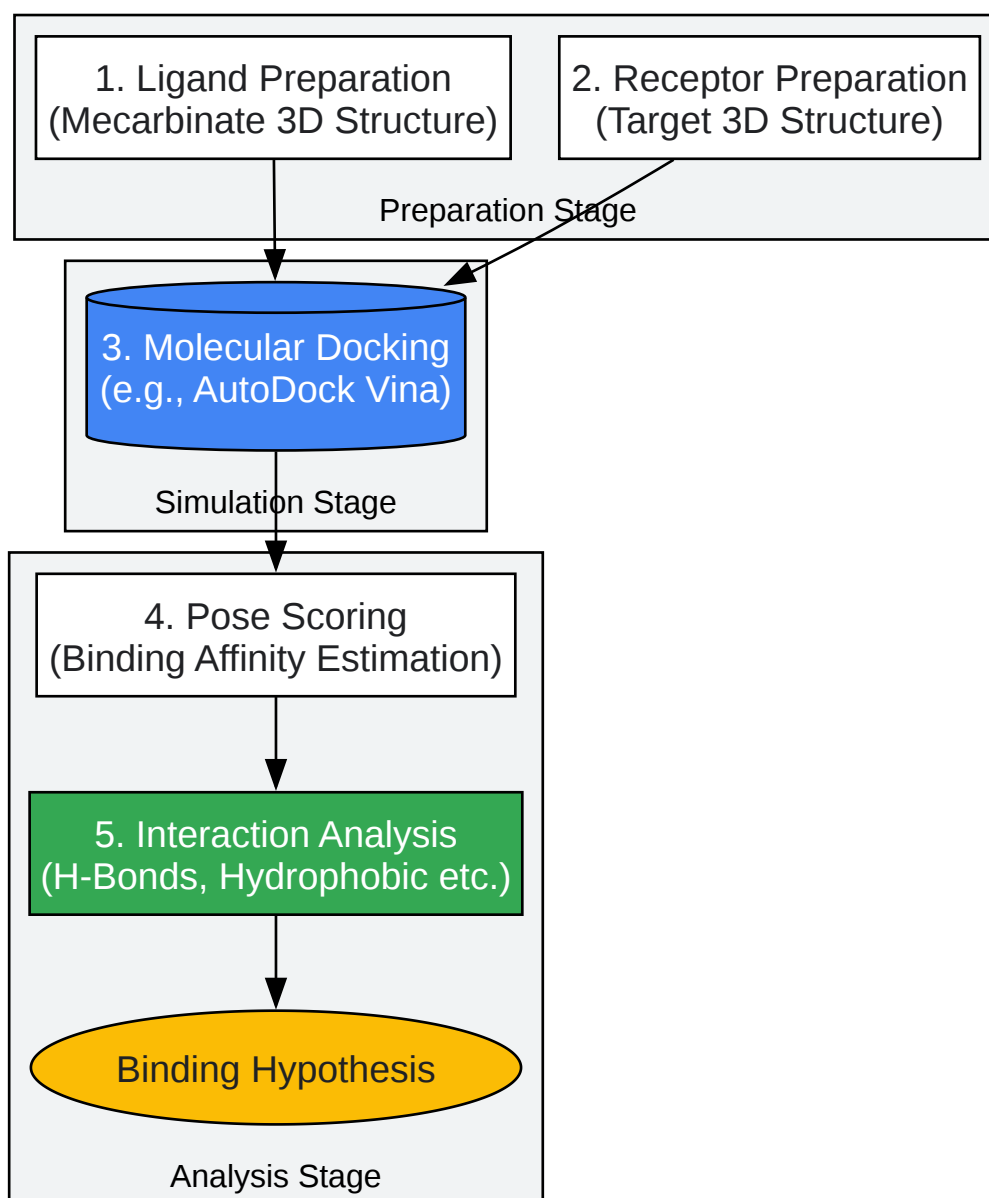 1. Ligand Preparation
(Mecarbinate 3D Structure)
2. Receptor Preparation
(Target 3D Structure)
Preparation Stage
3. Molecular Docking
(e.g., AutoDock Vina)
Simulation Stage
4. Pose Scoring
(Binding Affinity Estimation)
5. Interaction Analysis
(H-Bonds, Hydrophobic etc.)
Binding Hypothesis
Analysis Stage